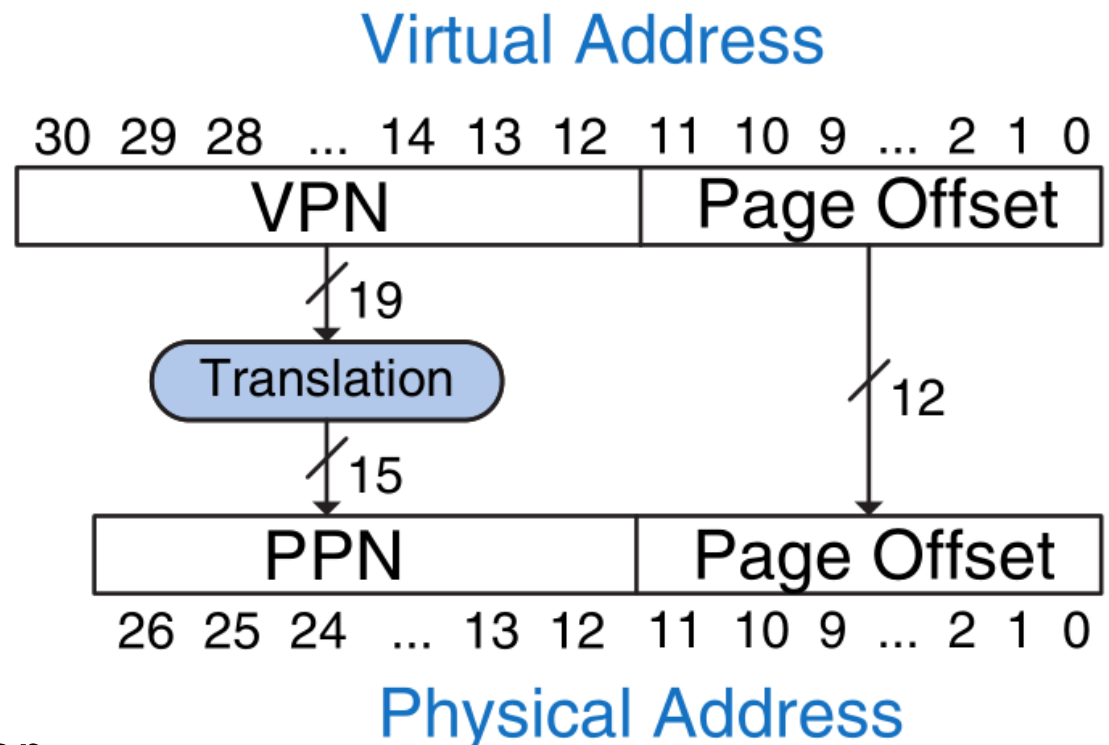 Virtual Address
30 29 28 ... 14 13 12 11 10 9 ... 2 1 0
VPN Page Offset
19
Translation
12
15
PPN Page Offset
26 25 24 ... 13 12 11 10 9 ... 2 1 0
Physical Address